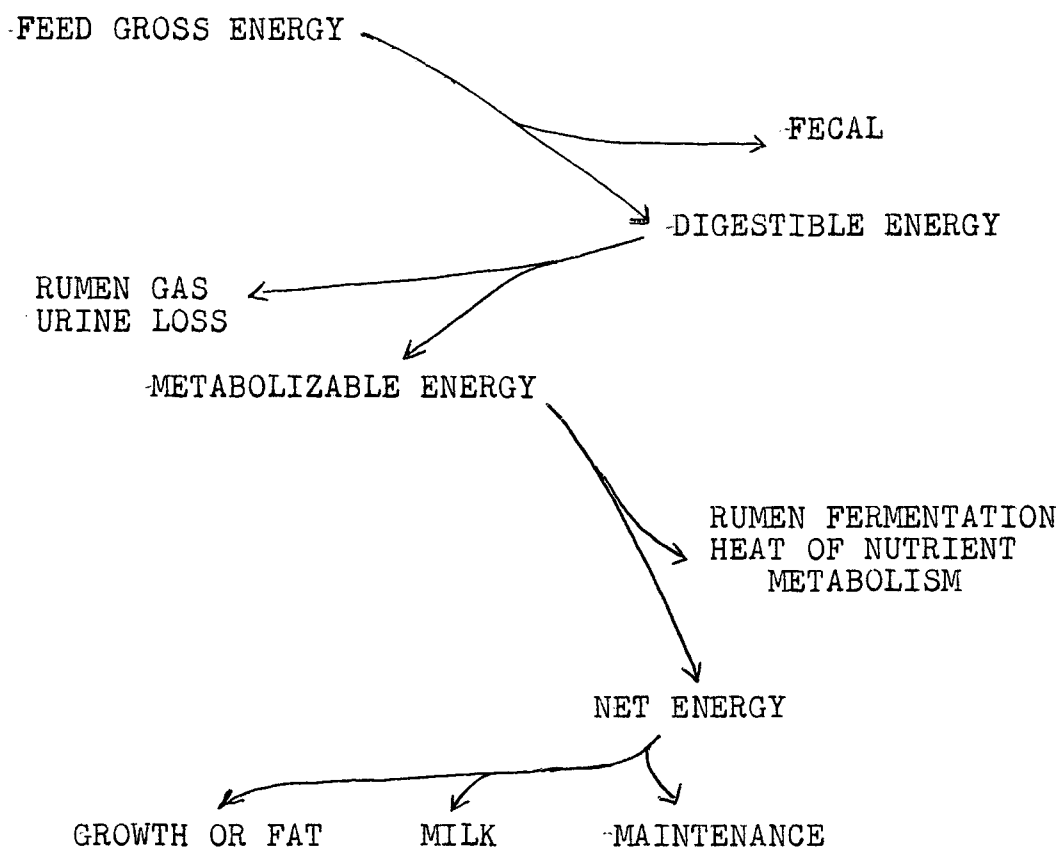 FEED GROSS ENERGY
FECAL
DIGESTIBLE ENERGY
RUMEN GAS
URINE LOSS
METABOLIZABLE ENERGY
RUMEN FERMENTATION
HEAT OF NUTRIENT
METABOLISM
NET ENERGY
GROWTH OR FAT MILK MAINTENANCE